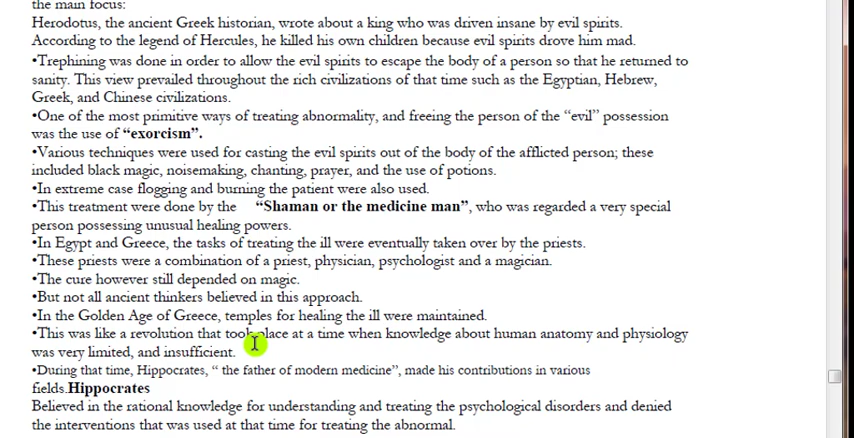 the main focus:
Herodotus, the ancient Greek historian, wrote about a king who was driven insane by evil spirits.
According to the legend of Hercules, he killed his own children because evil spirits drove him mad.
•Trephining was done in order to allow the evil spirits to escape the body of a person so that he returned to
sanity. This view prevailed throughout the rich civilizations of that time such as the Egyptian, Hebrew,
Greek, and Chinese civilizations.
•One of the most primitive ways of treating abnormality, and freeing the person of the “evil” possession
was the use of “exorcism”.
•Various techniques were used for casting the evil spirits out of the body of the afflicted person; these
included black magic, noisemaking, chanting, prayer, and the use of potions.
•In extreme case flogging and burning the patient were also used.
•This treatment were done by the “Shaman or the medicine man”, who was regarded a very special
person possessing unusual healing powers.
•In Egypt and Greece, the tasks of treating the ill were eventually taken over by the priests.
•These priests were a combination of a priest, physician, psychologist and a magician.
•The cure however still depended on magic.
•But not all ancient thinkers believed in this approach.
•In the Golden Age of Greece, temples for healing the ill were maintained.
•This was like a revolution that took place at a time when knowledge about human anatomy and physiology
was very limited, and insufficient.
•During that time, Hippocrates, “ the father of modern medicine”, made his contributions in various
fields.Hippocrates
Believed in the rational knowledge for understanding and treating the psychological disorders and denied
the interventions that was used at that time for treating the abnormal.